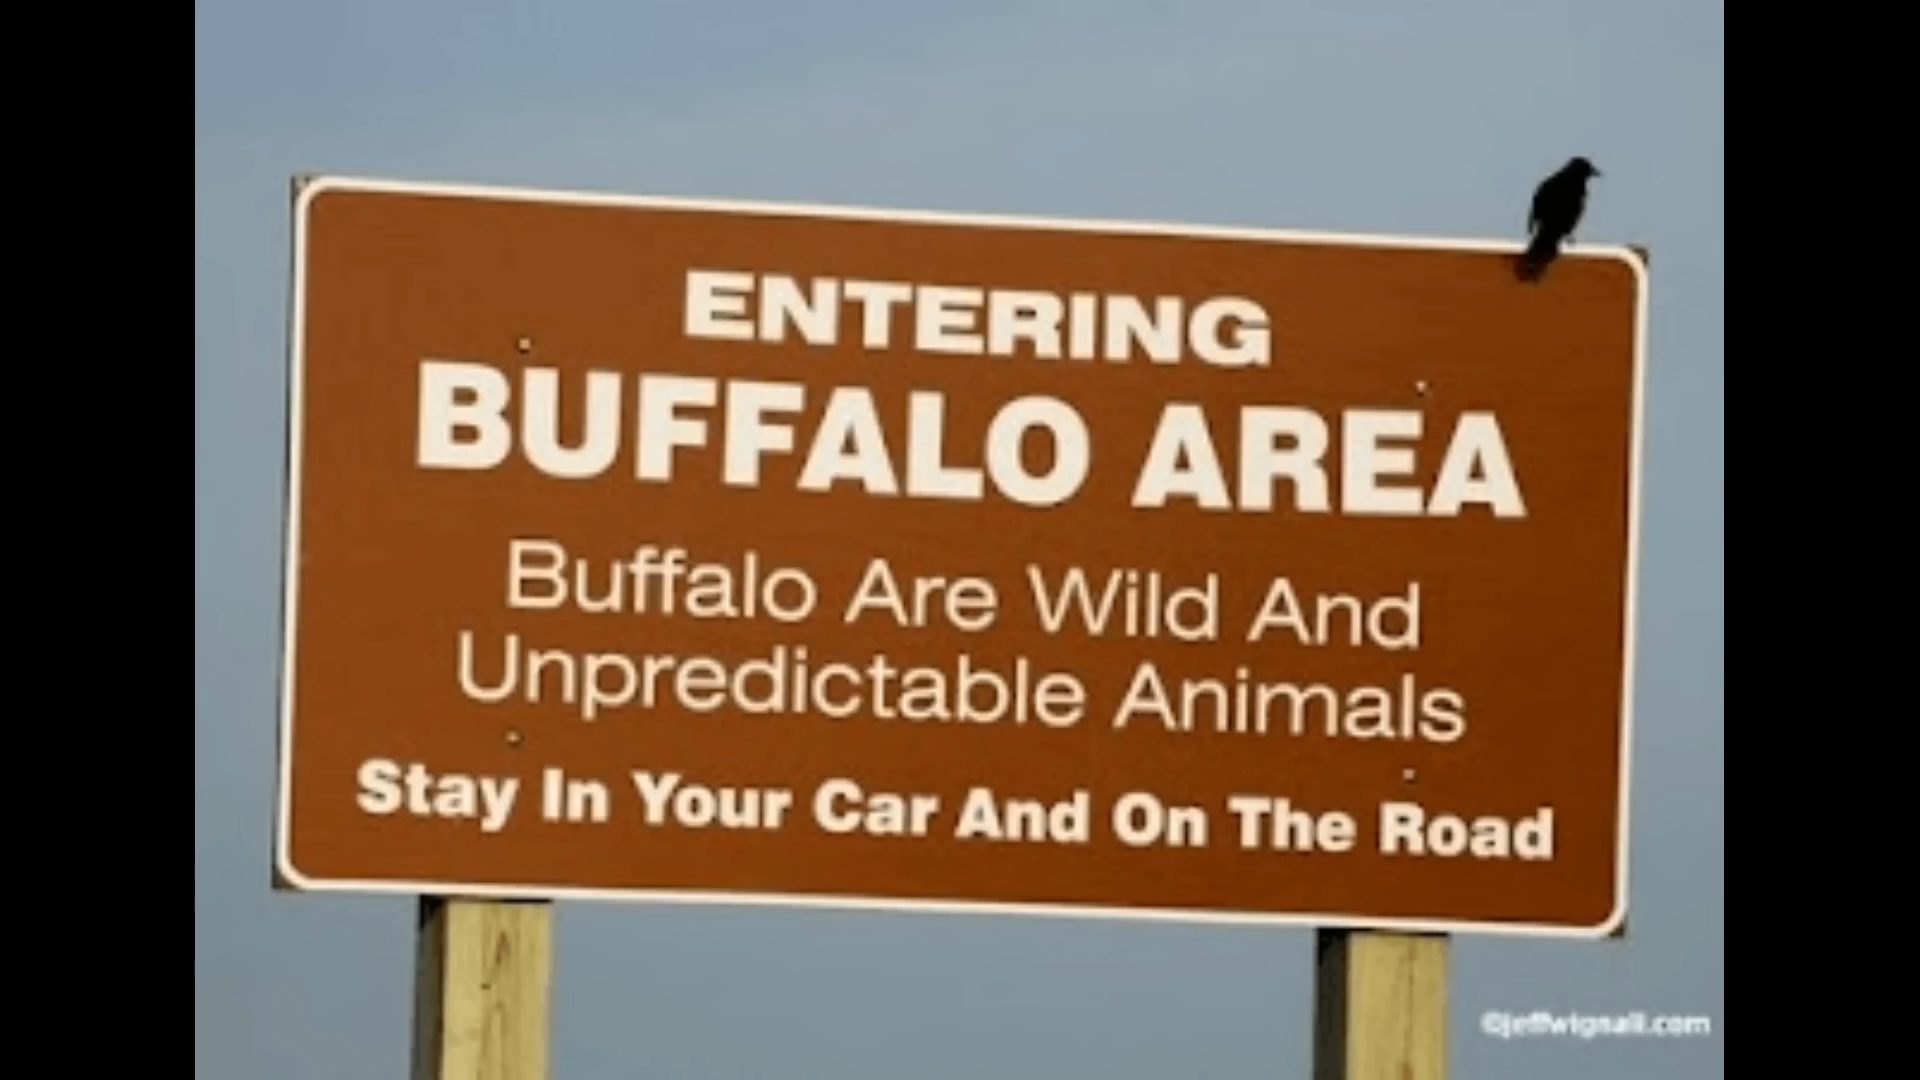 ENTERING
BUFFALO AREA
Buffalo Are Wild And
Unpredictable Animals
Stay In Your Car And On The Road
©jeffwignall.com